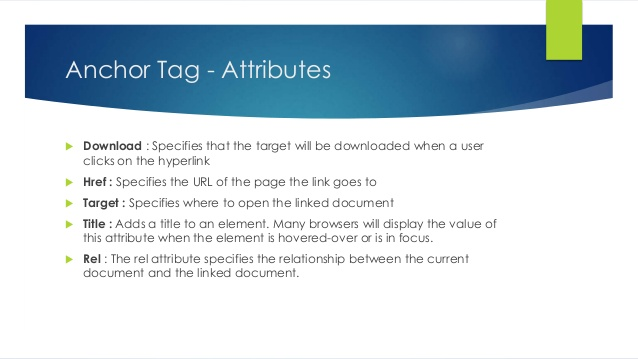 Anchor Tag - Attributes
Download : Specifies that the target will be downloaded when a user
clicks on the hyperlink
Href : Specifies the URL of the page the link goes to
Target : Specifies where to open the linked document
Title : Adds a title to an element. Many browsers will display the value of
this attribute when the element is hovered-over or is in focus.
Rel : The rel attribute specifies the relationship between the current
document and the linked document.